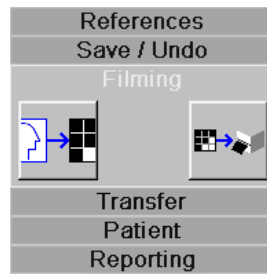 References
Save / Undo
Filming
Transfer
Patient
Reporting